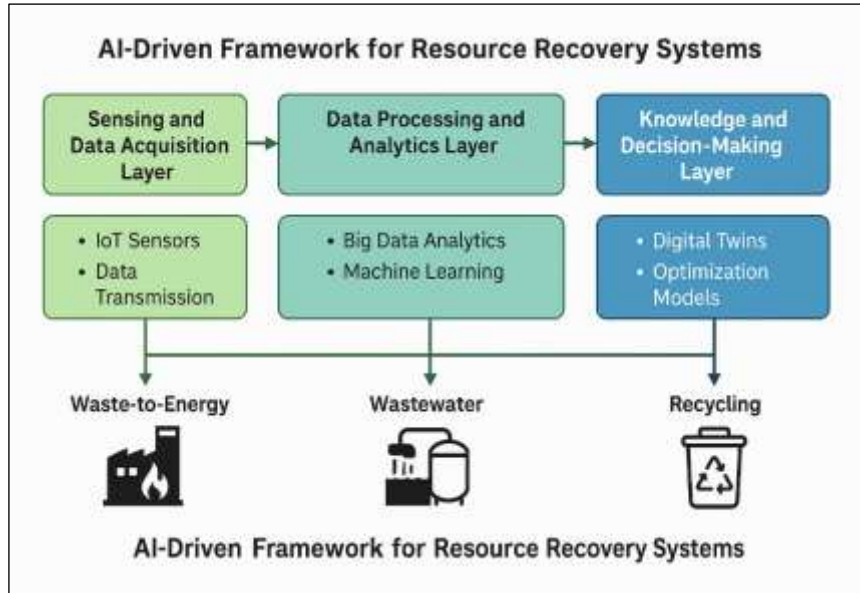 AI-Driven Framework for Resource Recovery Systems
Sensing and
Data Acquisition
Layer
Data Processing and
Analytics Layer
Knowledge and
Decision-Making
Layer
• IoT Sensors
• Data
Transmission
• Big Data Analytics
• Machine Learning
• Digital Twins
• Optimization
Models
Waste-to-Energy
Wastewater
Recycling
AI-Driven Framework for Resource Recovery Systems